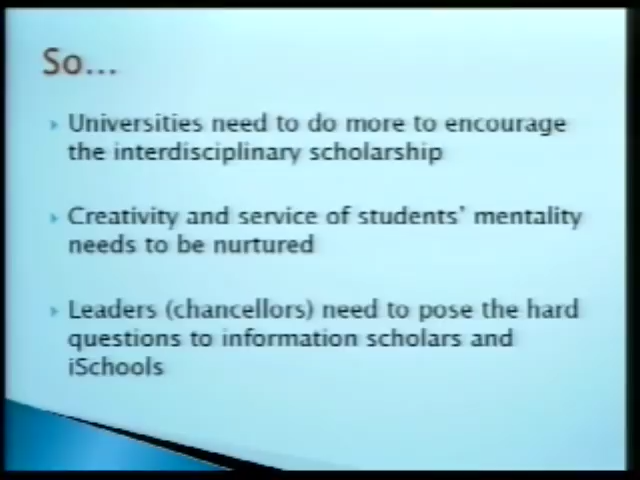 So...
Universities need to do more to encourage
the interdisciplinary scholarship
Creativity and service of students' mentality
needs to be nurtured
Leaders (chancellors) need to pose the hard
questions to information scholars and
iSchools